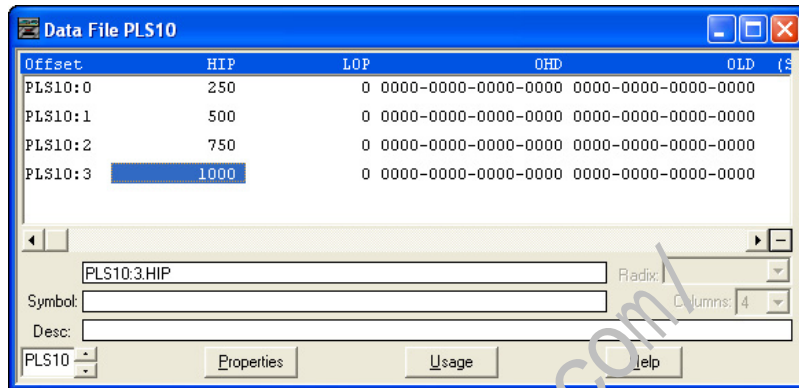 Data File PLS10
Offset HIP LOP OHD OLD (S
PLS10:0 250 0 0000-0000-0000-0000 0000-0000-0000-0000
PLS10:1 500 0 0000-0000-0000-0000 0000-0000-0000-0000
PLS10:2 750 0 0000-0000-0000-0000 0000-0000-0000-0000
PLS10:3 1000 0 0000-0000-0000-0000 0000-0000-0000-0000
PLS10:3.HIP Radix:
Symbol: Columns: 4
Desc:
PLS10 Properties Usage Help
.com/